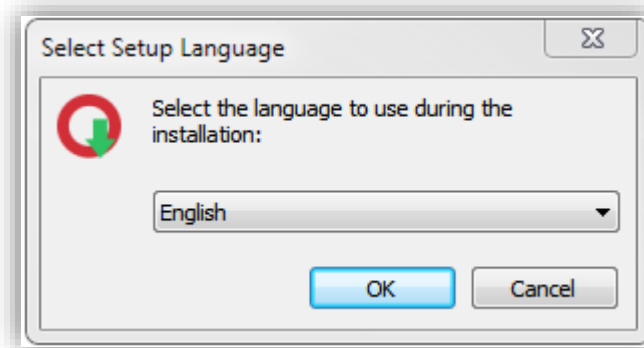 Select Setup Language
Select the language to use during the
installation:
English
OK
Cancel